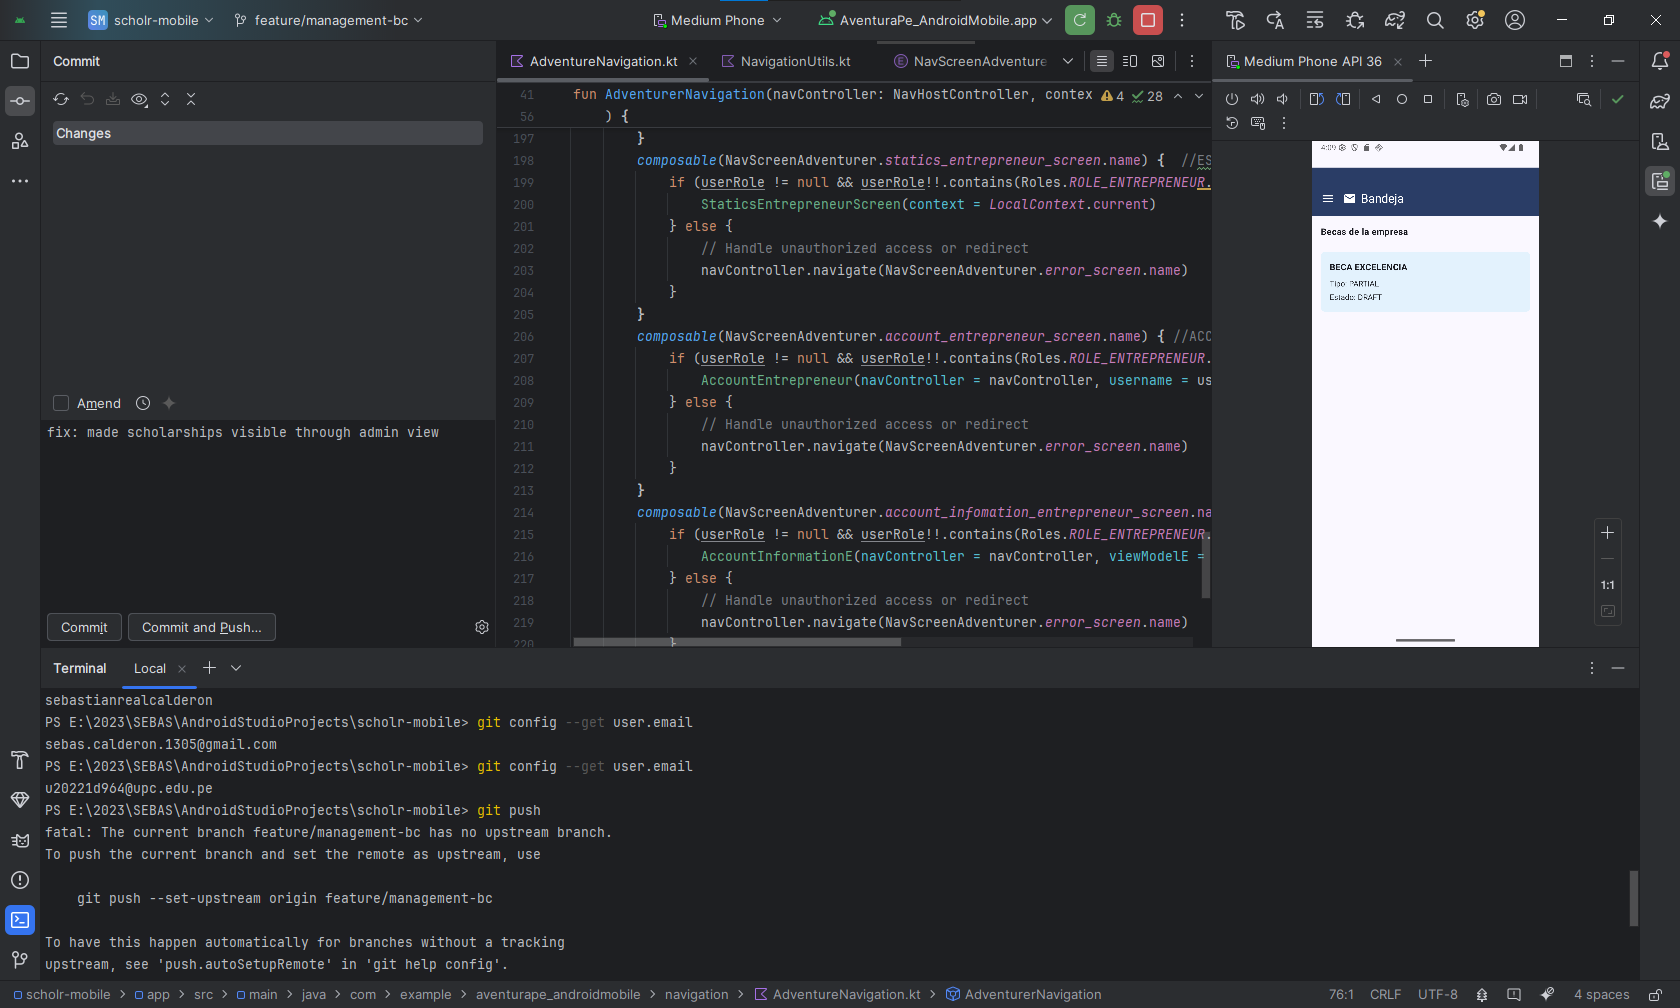 SM scholr-mobile feature/management-bc Medium Phone AventuraPe_AndroidMobile.app
Commit
Changes
Amend
fix: made scholarships visible through admin view
Commit Commit and Push...
AdventureNavigation.kt NavigationUtils.kt NavScreenAdventure
41 fun AdventurerNavigation(navController: NavHostController, contex 4 28
56 ) {
197 }
198 composable(NavScreenAdventurer.statics_entrepreneur_screen.name) { //ES
199 if (userRole != null && userRole!!.contains(Roles.ROLE_ENTREPRENEUR.
200 StaticsEntrepreneurScreen(context = LocalContext.current)
201 } else {
202 // Handle unauthorized access or redirect
203 navController.navigate(NavScreenAdventurer.error_screen.name)
204 }
205 }
206 composable(NavScreenAdventurer.account_entrepreneur_screen.name) { //ACC
207 if (userRole != null && userRole!!.contains(Roles.ROLE_ENTREPRENEUR.
208 AccountEntrepreneur(navController = navController, username = us
209 } else {
210 // Handle unauthorized access or redirect
211 navController.navigate(NavScreenAdventurer.error_screen.name)
212 }
213 }
214 composable(NavScreenAdventurer.account_infomation_entrepreneur_screen.na
215 if (userRole != null && userRole!!.contains(Roles.ROLE_ENTREPRENEUR.
216 AccountInformationE(navController = navController, viewModelE =
217 } else {
218 // Handle unauthorized access or redirect
219 navController.navigate(NavScreenAdventurer.error_screen.name)
220 }
Medium Phone API 36
4:09
Bandeja
Becas de la empresa
BECA EXCELENCIA
Tipo: PARTIAL
Estado: DRAFT
1:1
Terminal Local
sebastianrealcalderon
PS E:\2023\SEBAS\AndroidStudioProjects\scholr-mobile> git config --get user.email
sebas.calderon.1305@gmail.com
PS E:\2023\SEBAS\AndroidStudioProjects\scholr-mobile> git config --get user.email
u20221d964@upc.edu.pe
PS E:\2023\SEBAS\AndroidStudioProjects\scholr-mobile> git push
fatal: The current branch feature/management-bc has no upstream branch.
To push the current branch and set the remote as upstream, use
git push --set-upstream origin feature/management-bc
To have this happen automatically for branches without a tracking
upstream, see 'push.autoSetupRemote' in 'git help config'.
scholr-mobile > app > src > main > java > com > example > aventurape_androidmobile > navigation > AdventureNavigation.kt > AdventurerNavigation 76:1 CRLF UTF-8 4 spaces